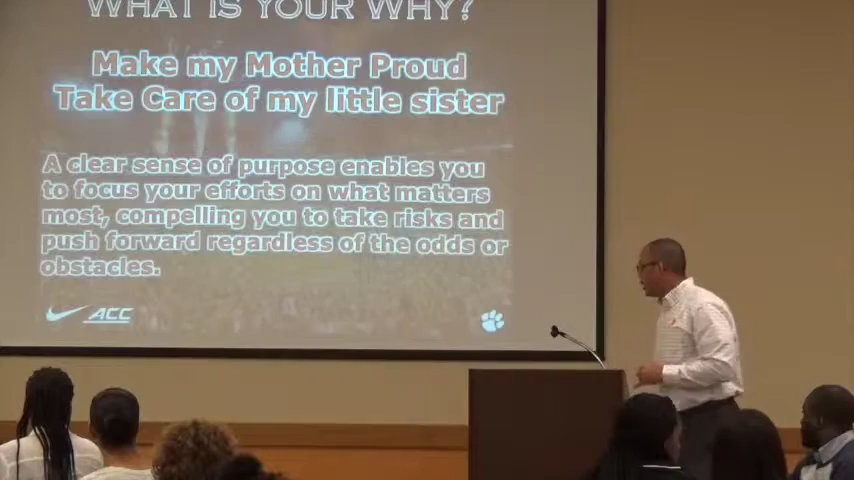 WHAT IS YOUR WHY?
Make my Mother Proud
Take Care of my little sister
A clear sense of purpose enables you
to focus your efforts on what matters
most, compelling you to take risks and
push forward regardless of the odds or
obstacles.
ACC